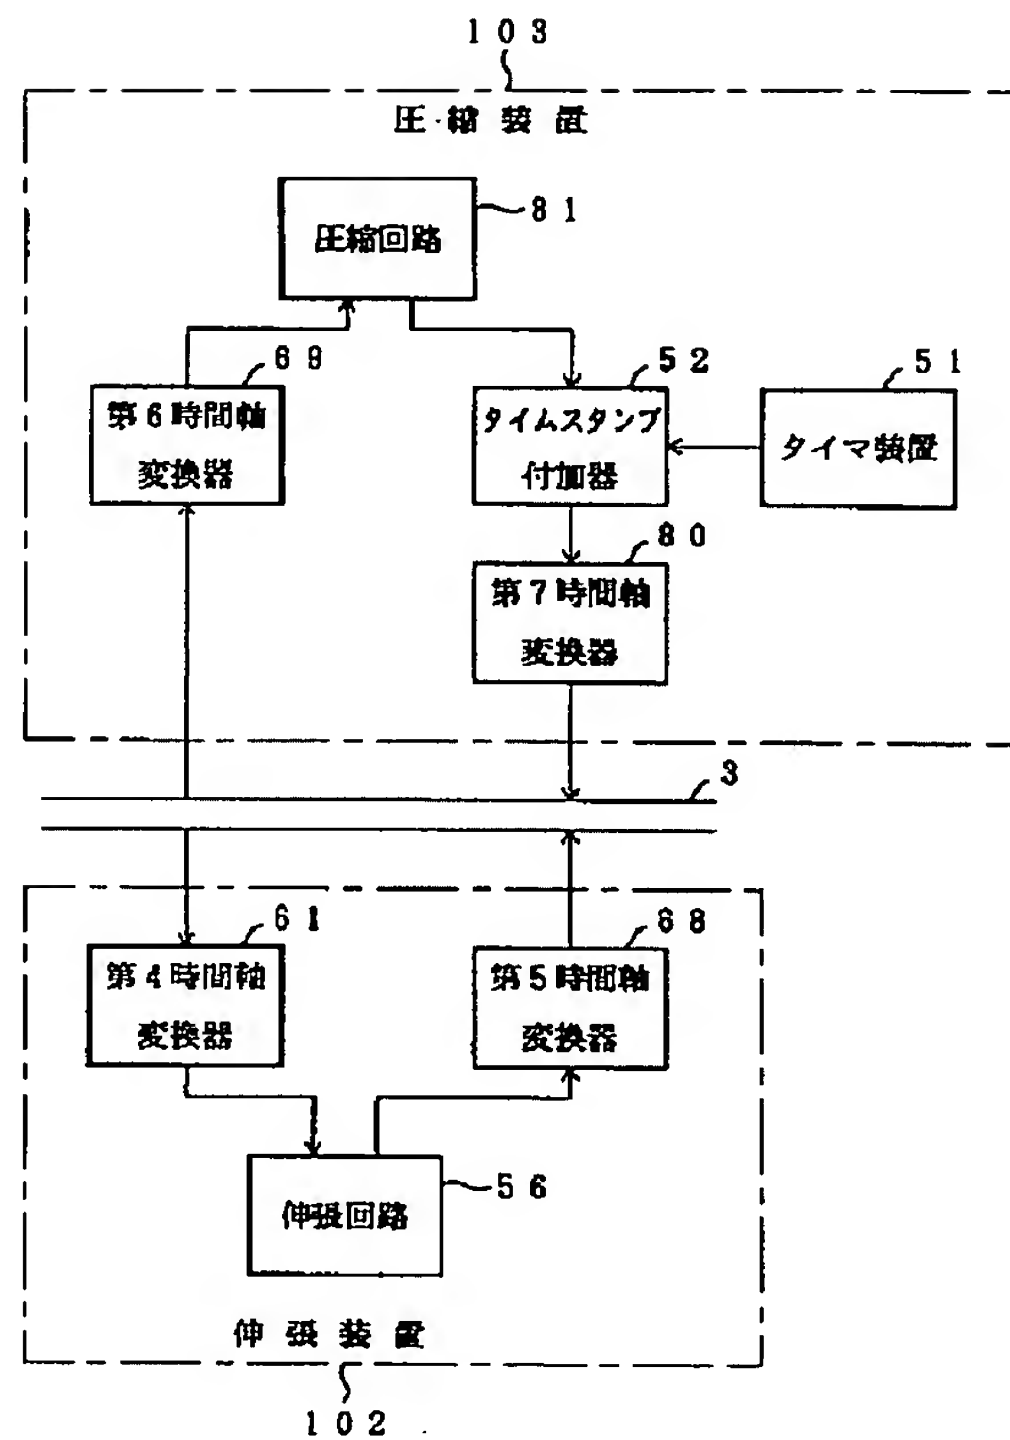 103
圧縮装置
81
圧縮回路
69
52
51
第6時間軸
変換器
タイムスタンプ
付加器
タイマ装置
80
第7時間軸
変換器
3
61
68
第4時間軸
変換器
第5時間軸
変換器
56
伸張回路
伸張装置
102